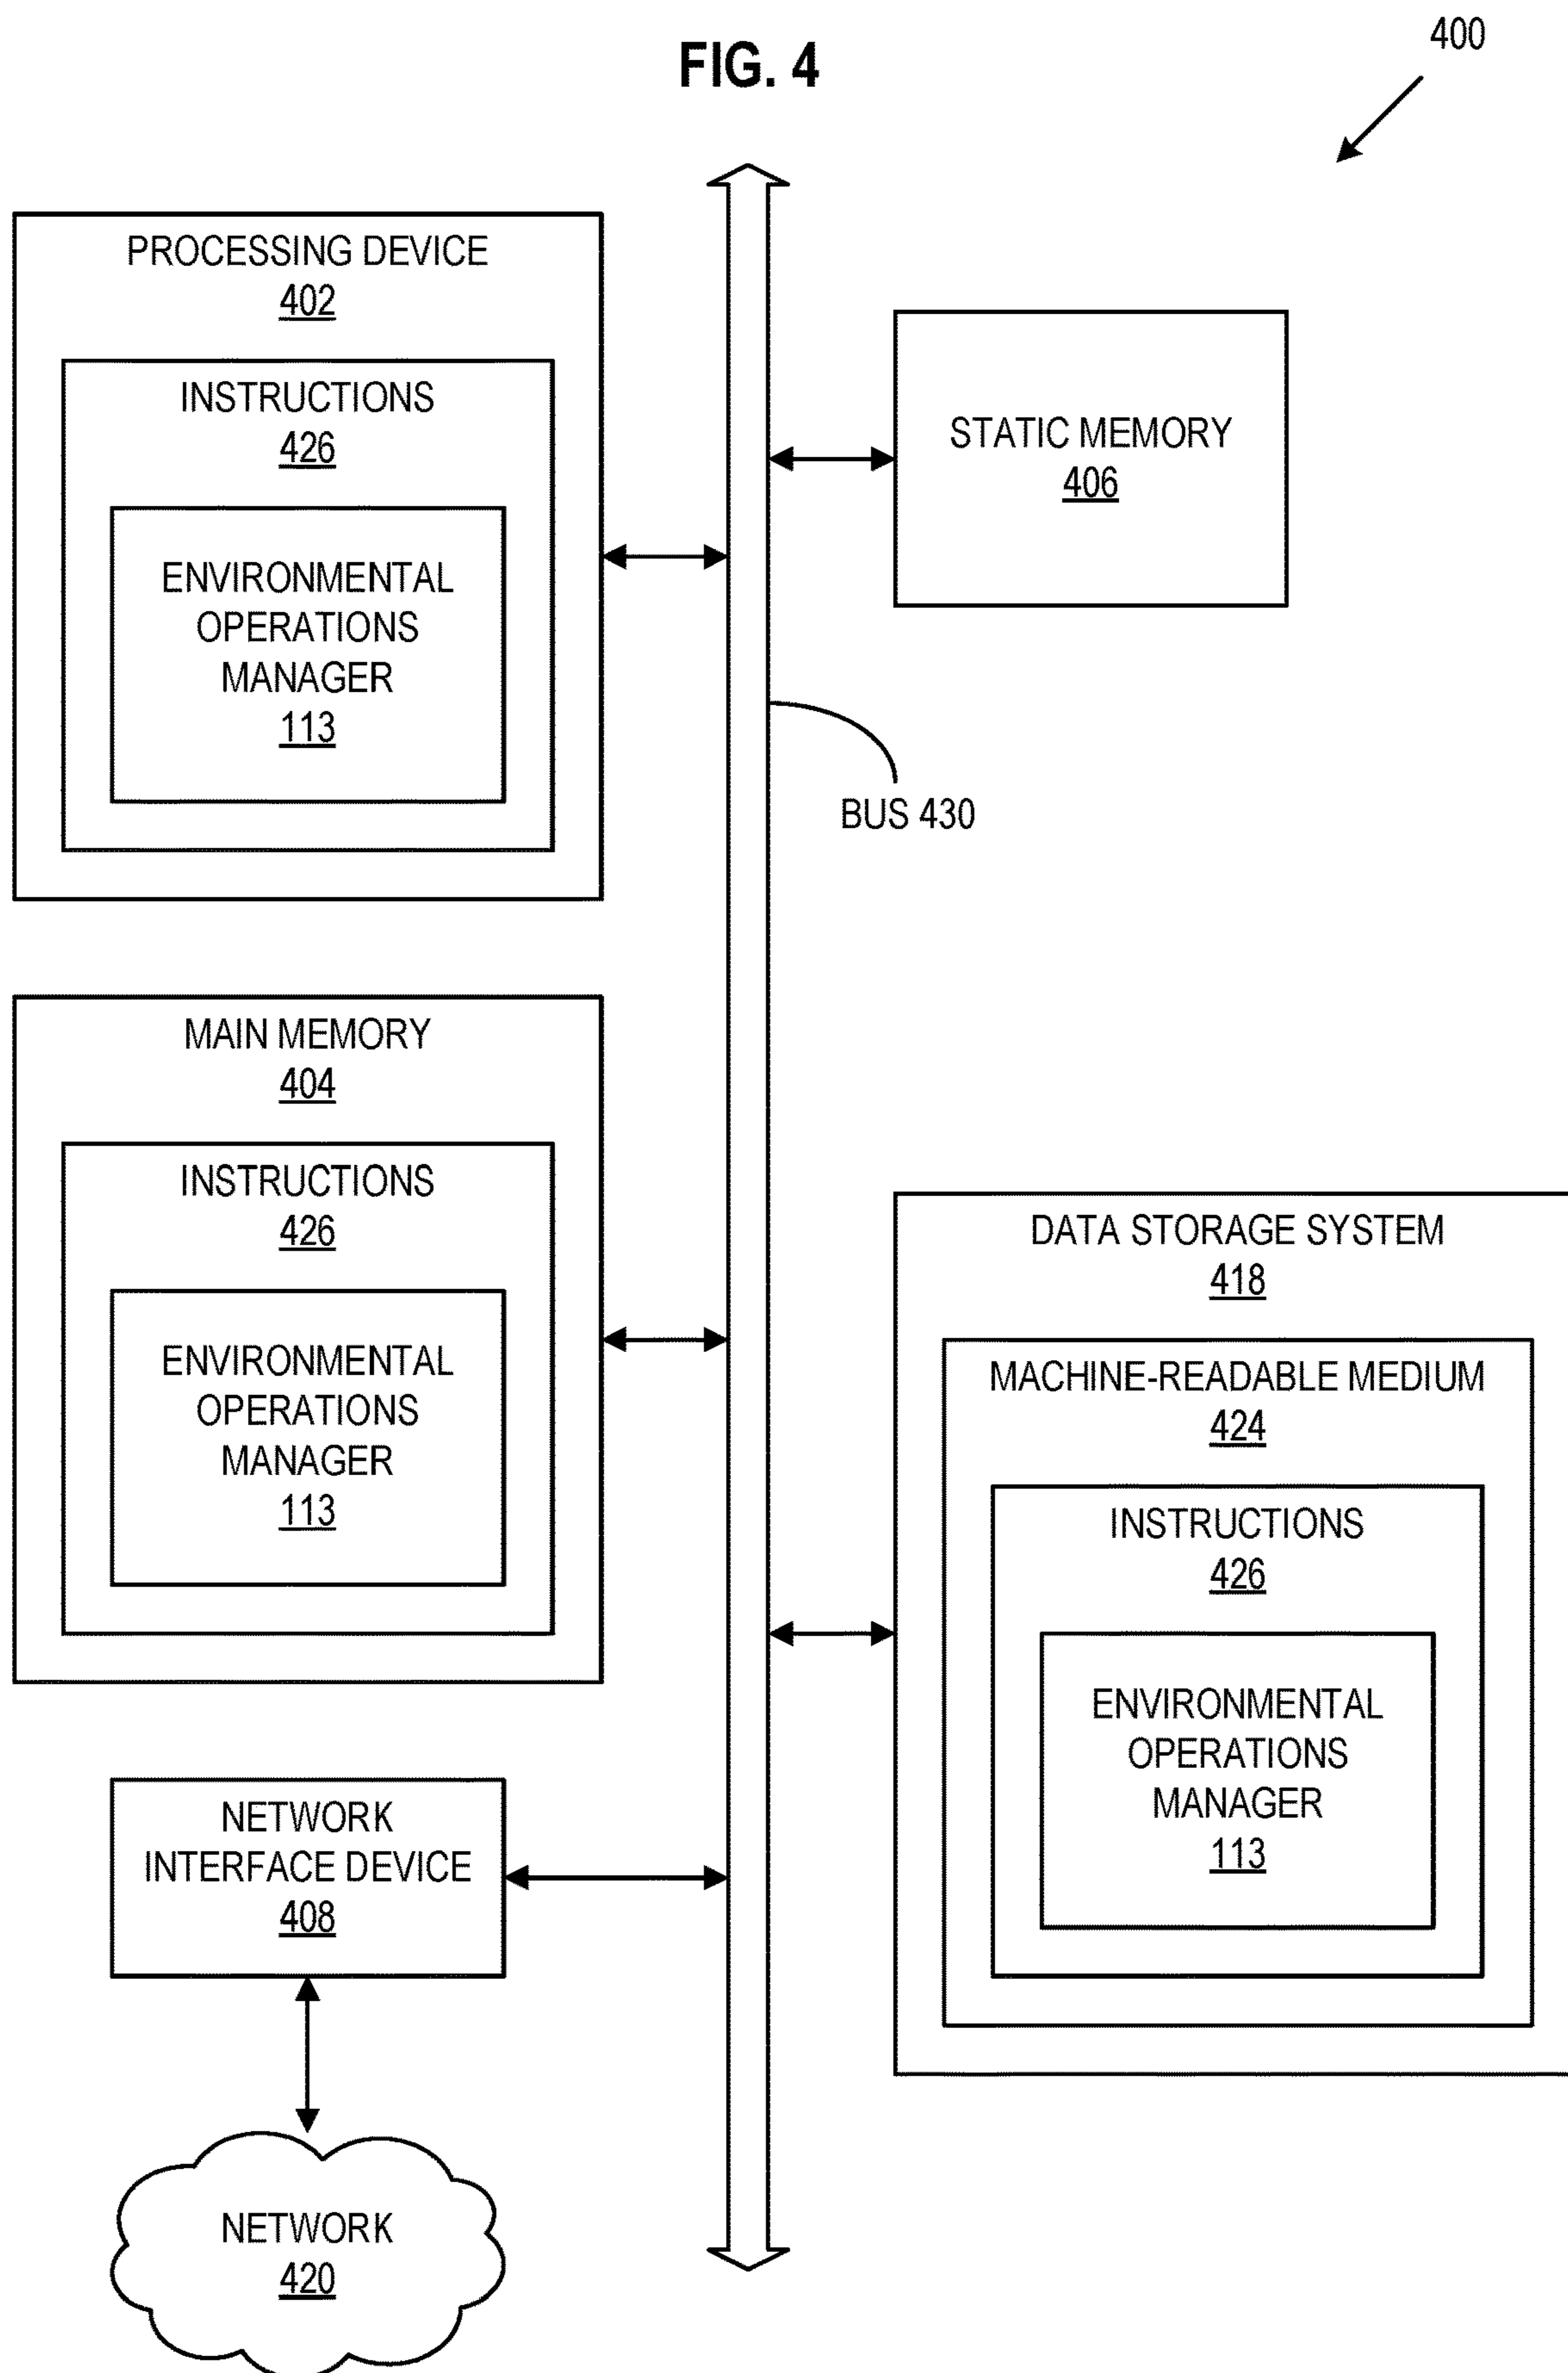 FIG. 4
400
PROCESSING DEVICE
402
INSTRUCTIONS
426
ENVIRONMENTAL
OPERATIONS
MANAGER
113
STATIC MEMORY
406
BUS 430
MAIN MEMORY
404
INSTRUCTIONS
426
ENVIRONMENTAL
OPERATIONS
MANAGER
113
DATA STORAGE SYSTEM
418
MACHINE-READABLE MEDIUM
424
INSTRUCTIONS
426
ENVIRONMENTAL
OPERATIONS
MANAGER
113
NETWORK
INTERFACE DEVICE
408
NETWORK
420